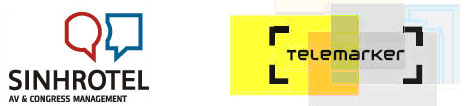 SINHROTEL
AV & CONGRESS MANAGEMENT
TELEMARKER